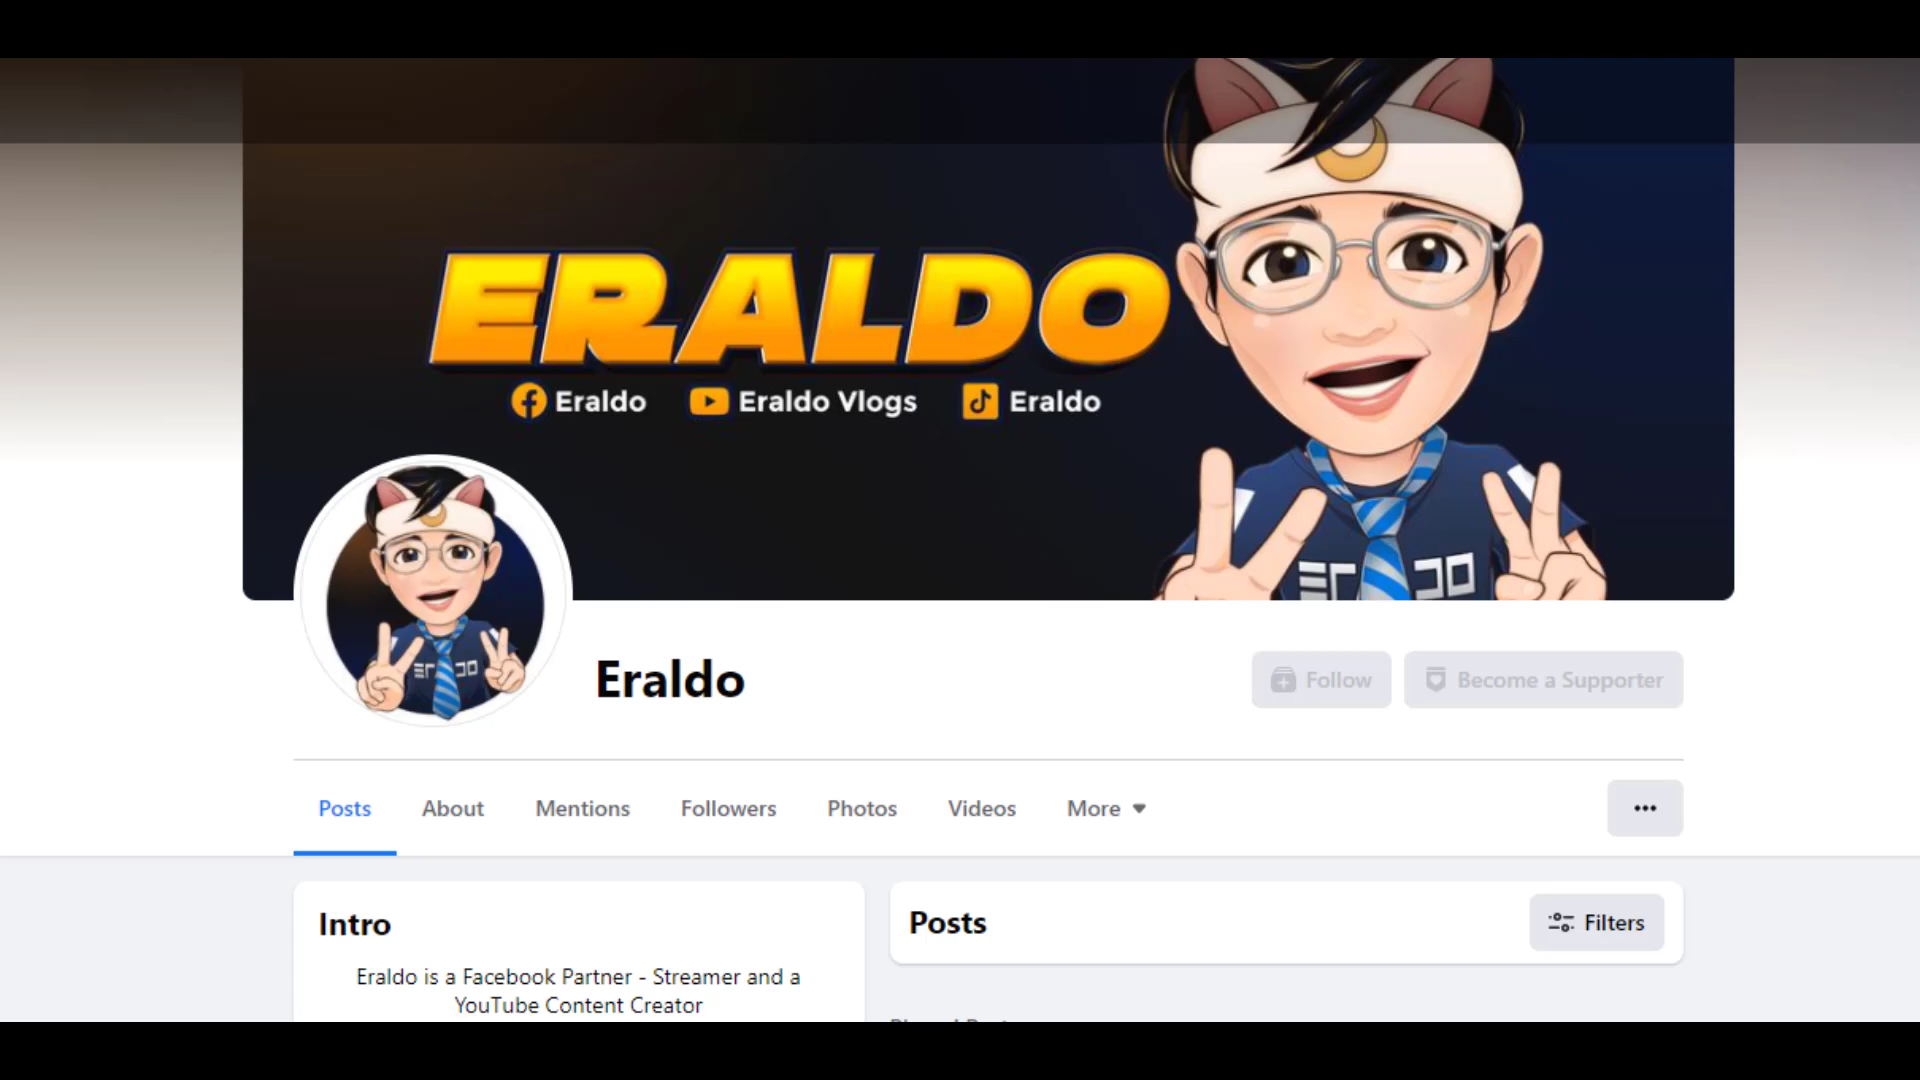 ERALDO
Eraldo Eraldo Vlogs Eraldo
Eraldo
Follow Become a Supporter
Posts About Mentions Followers Photos Videos More
Intro
Eraldo is a Facebook Partner - Streamer and a
YouTube Content Creator
Posts
Filters